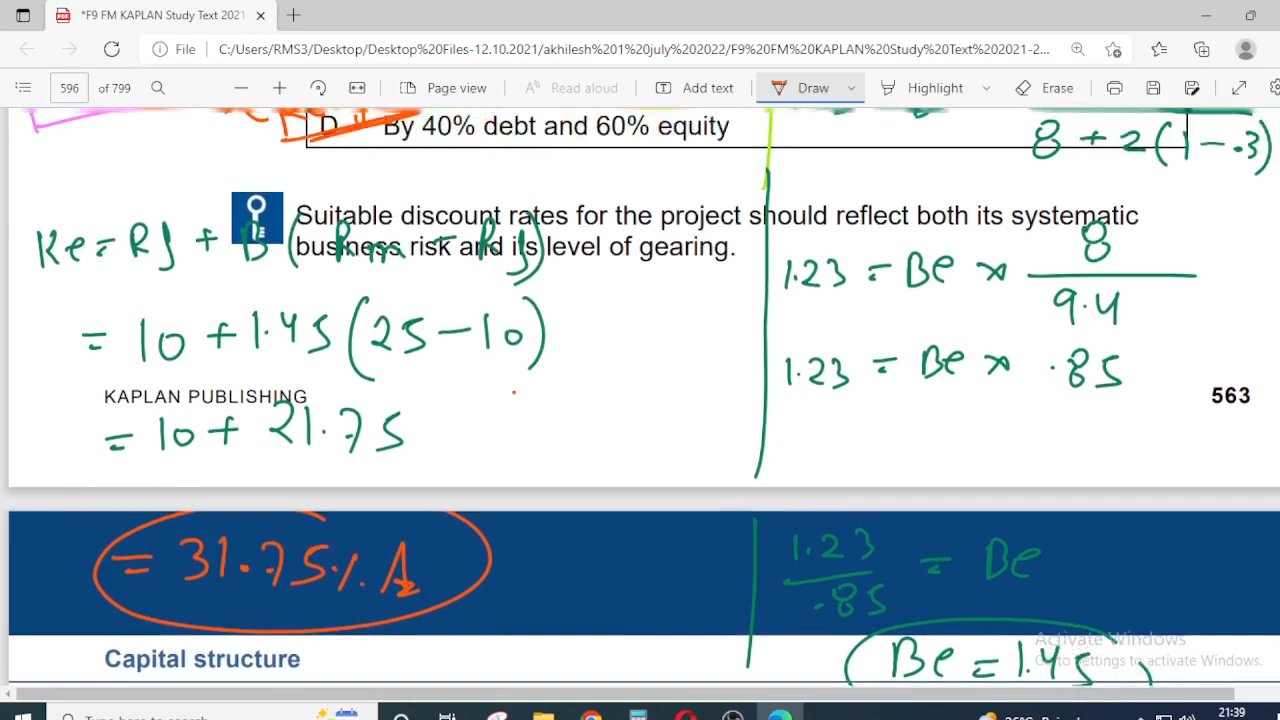 *F9 FM KAPLAN Study Text 2021
File C:/Users/RMS3/Desktop/Desktop%20Files-12.10.2021/akhilesh%201%20july%202022/F9%20FM%20KAPLAN%20Study%20Text%202021-2...
596 of 799 Page view Read aloud Add text Draw Highlight Erase
D By 40% debt and 60% equity
8 + 2 (1 - .3)
Suitable discount rates for the project should reflect both its systematic
business risk and its level of gearing.
Ke = Rf + B (Rm - Rf)
= 10 + 1.45 (25 - 10)
KAPLAN PUBLISHING
= 10 + 21.75
= 31.75%
1.23 = Be × 8 / 9.4
1.23 = Be × .85
563
1.23 / .85 = Be
Be = 1.45
Activate Windows
Go to Settings to activate Windows.
Capital structure
Type here to search
21:39